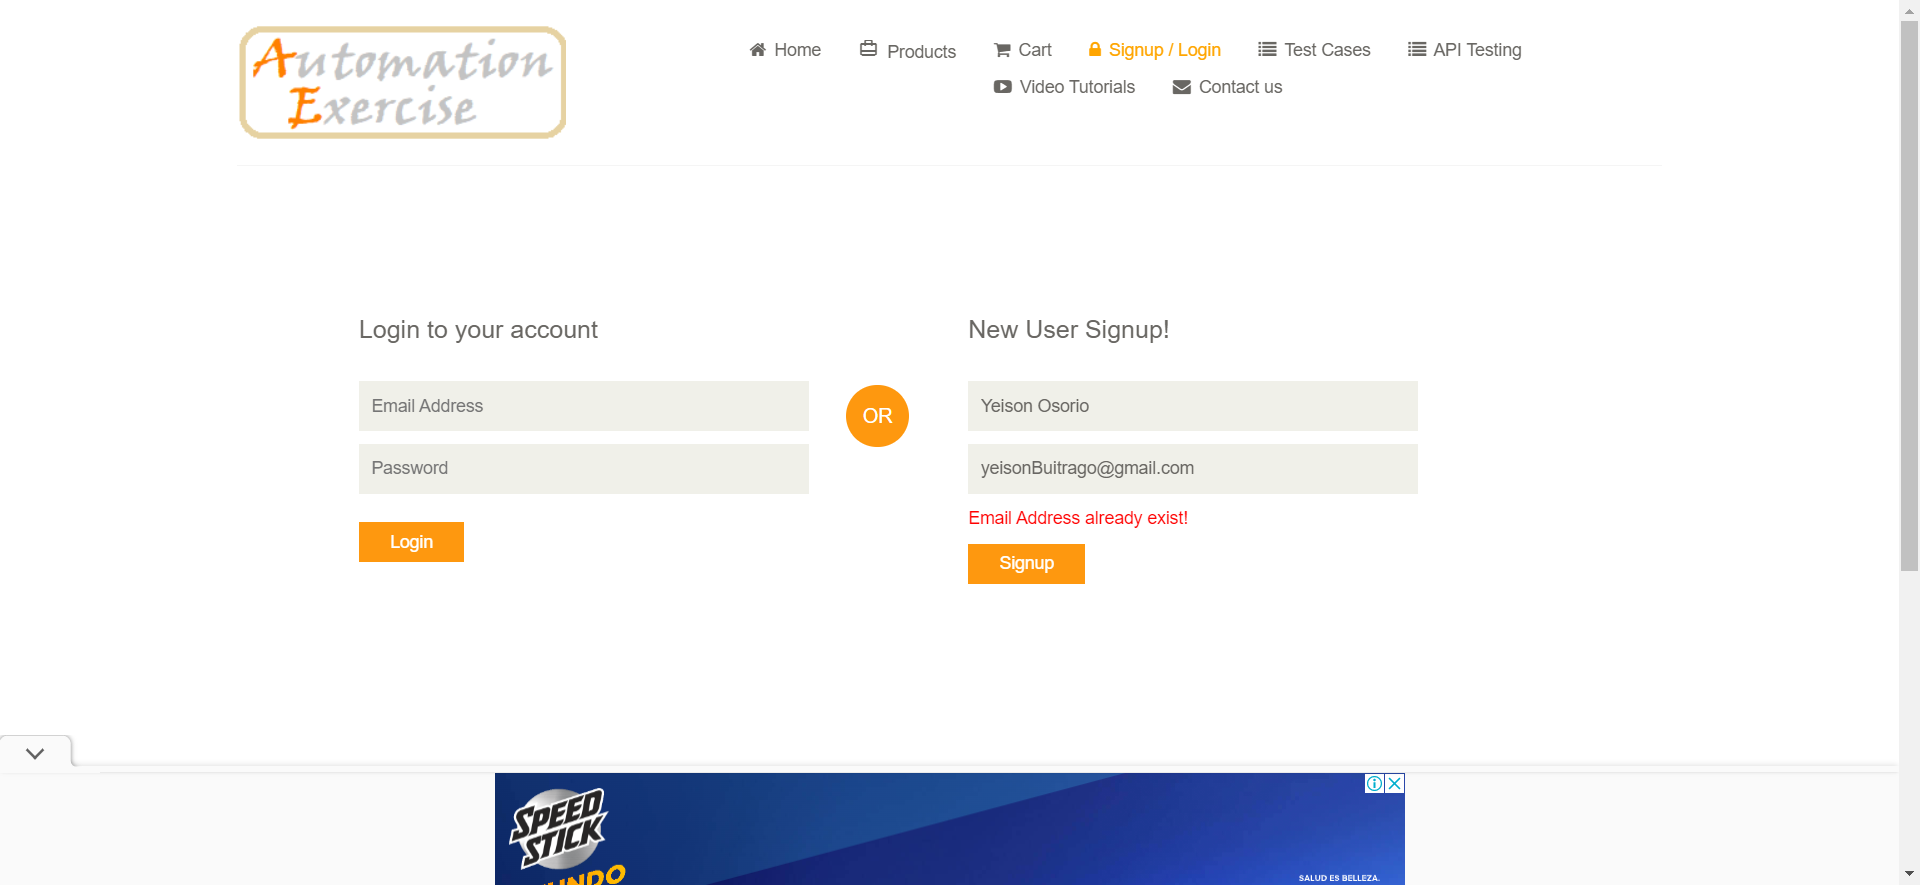 Automation
Exercise
Home
Products
Cart
Signup / Login
Test Cases
API Testing
Video Tutorials
Contact us
Login to your account
Email Address
Password
Login
OR
New User Signup!
Yeison Osorio
yeisonBuitrago@gmail.com
Email Address already exist!
Signup
SPEED
STICK
UNDO
SALUD ES BELLEZA.